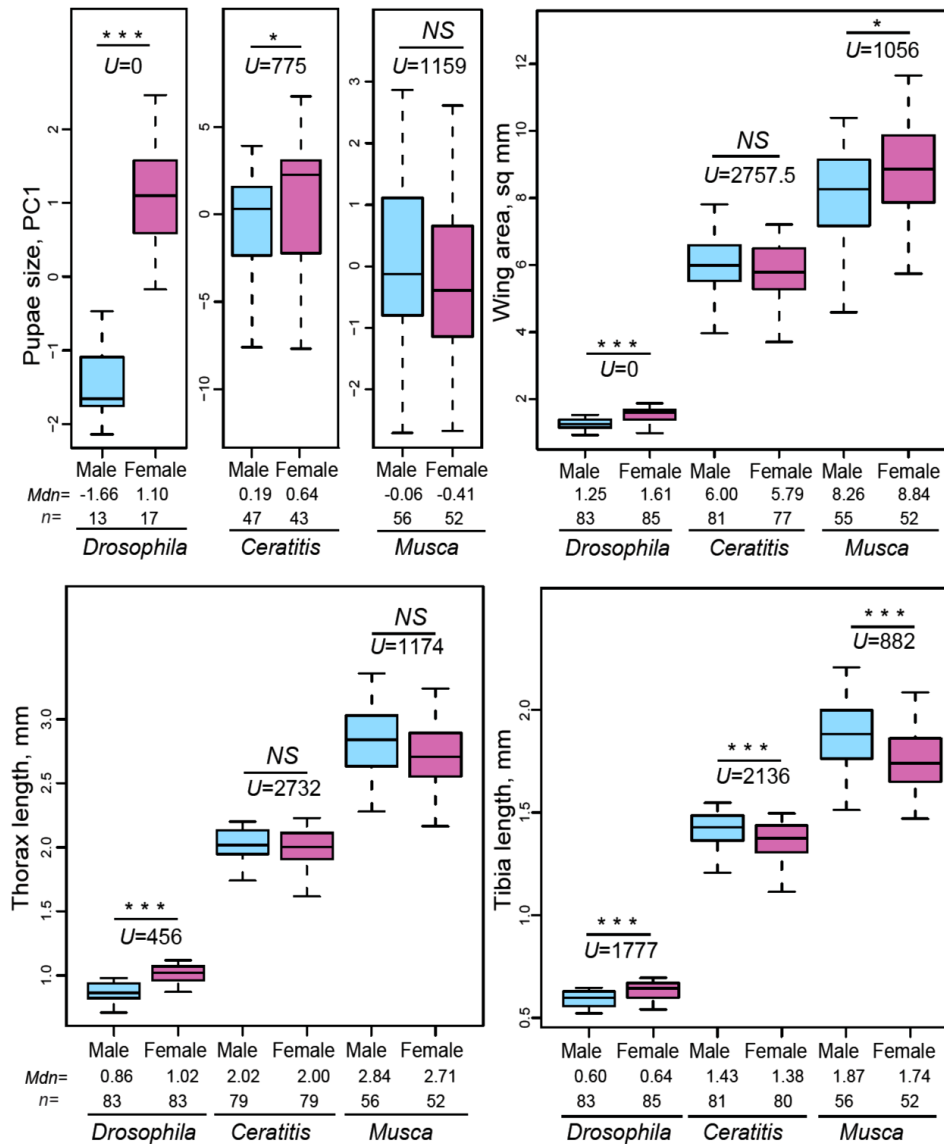 Pupae size, PC1
2
1
0
−1
−2
* * *
U=0
Male Female
Mdn= -1.66 1.10
n= 13 17
Drosophila
5
0
−5
−10
*
U=775
Male Female
0.19 0.64
47 43
Ceratitis
3
2
1
0
−1
−2
NS
U=1159
Male Female
-0.06 -0.41
56 52
Musca
Wing area, sq mm
12
10
8
6
4
2
* * *
U=0
NS
U=2757.5
*
U=1056
Male Female Male Female Male Female
1.25 1.61 6.00 5.79 8.26 8.84
83 85 81 77 55 52
Drosophila Ceratitis Musca
Thorax length, mm
3.0
2.5
2.0
1.5
1.0
* * *
U=456
NS
U=2732
NS
U=1174
Male Female Male Female Male Female
Mdn= 0.86 1.02 2.02 2.00 2.84 2.71
n= 83 83 79 79 56 52
Drosophila Ceratitis Musca
Tibia length, mm
2.0
1.5
1.0
0.5
* * *
U=1777
* * *
U=2136
* * *
U=882
Male Female Male Female Male Female
0.60 0.64 1.43 1.38 1.87 1.74
83 85 81 80 56 52
Drosophila Ceratitis Musca